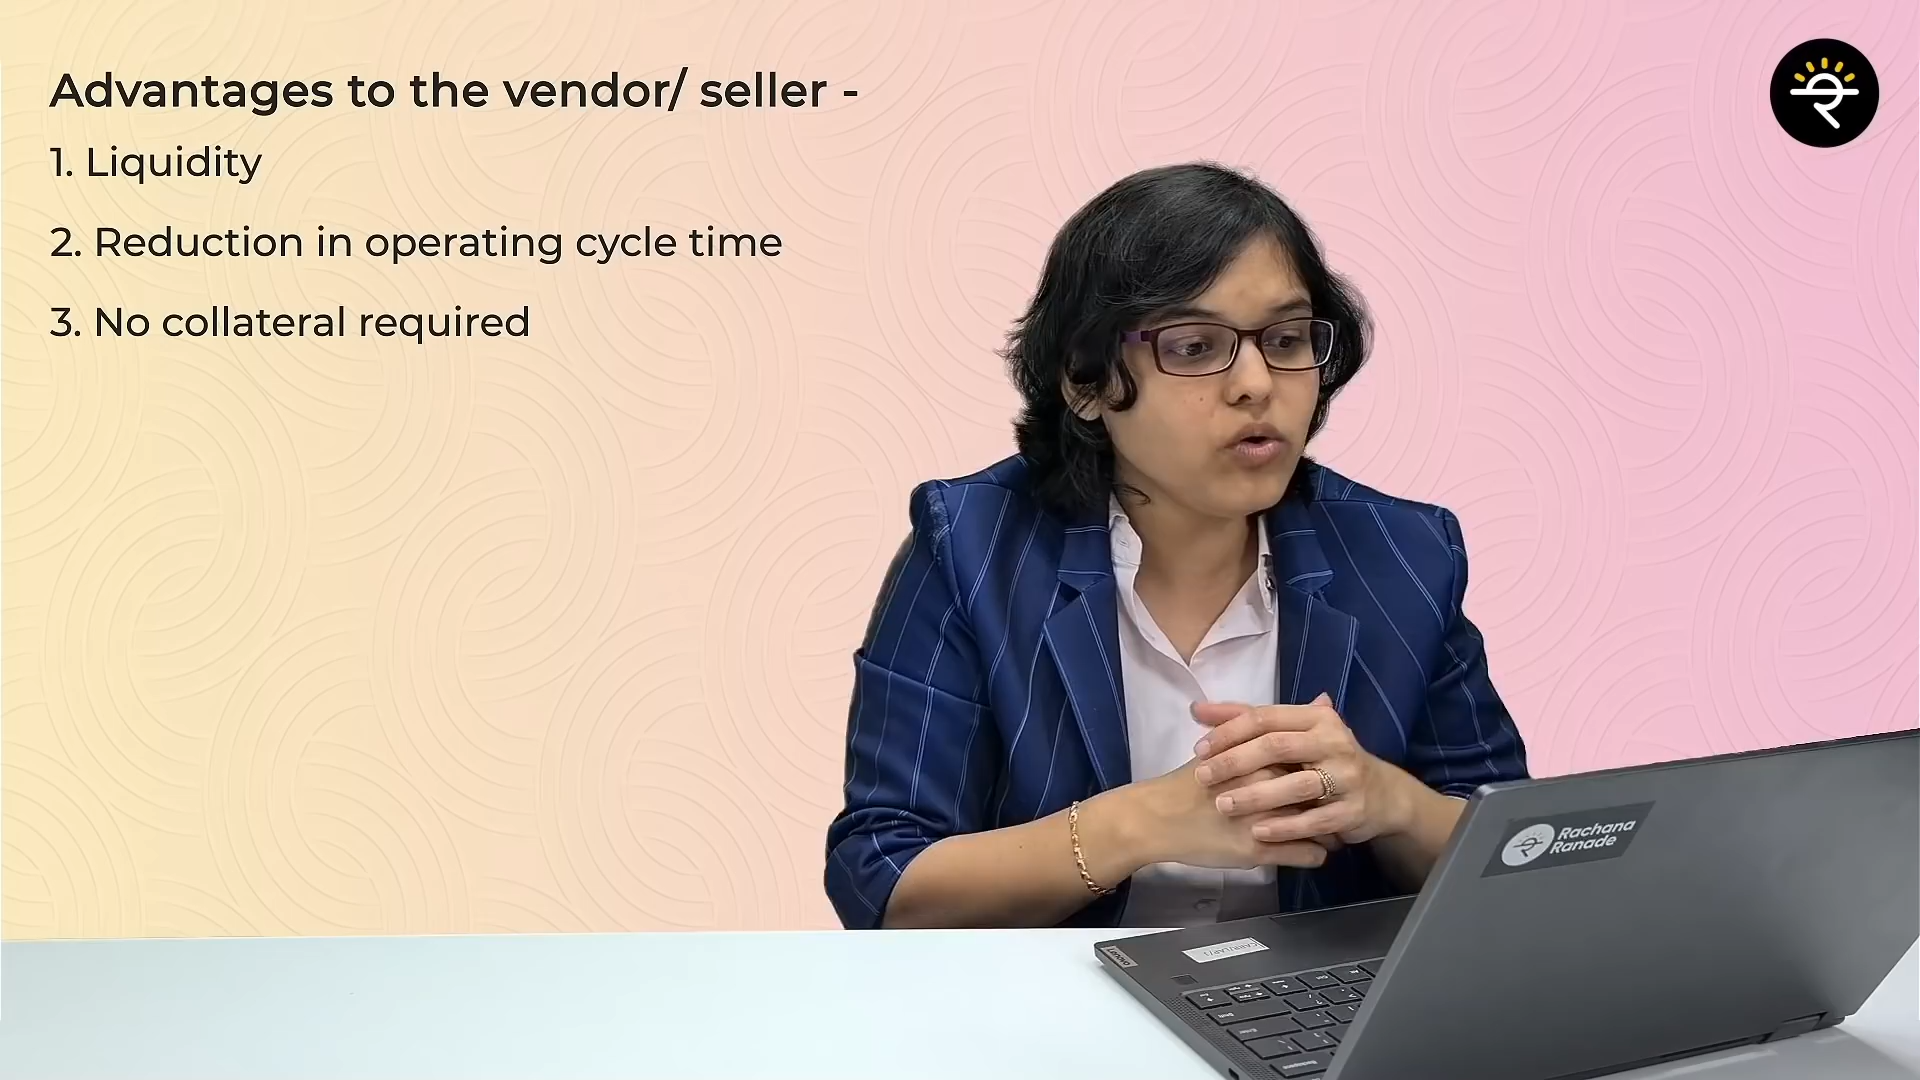 Advantages to the vendor/ seller -
1. Liquidity
2. Reduction in operating cycle time
3. No collateral required
Rachana
Ranade
Lenovo